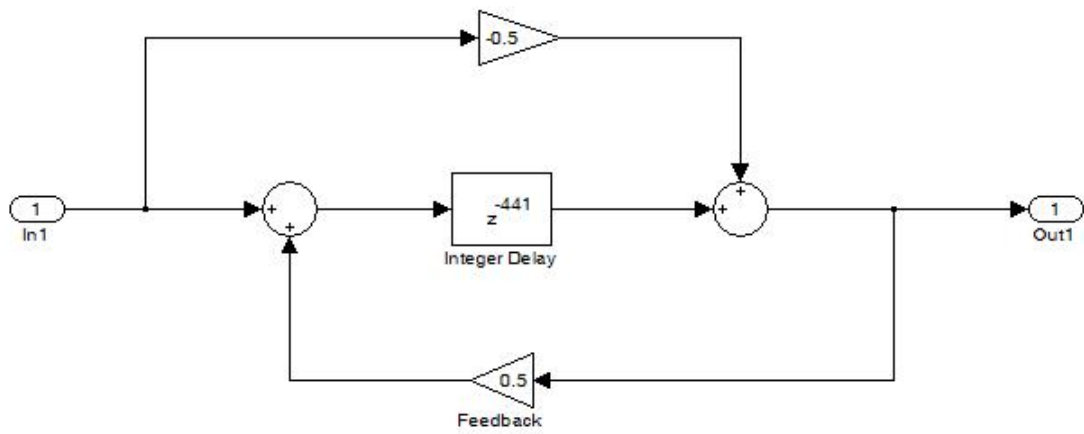 -0.5
1
In1
+
+
z^-441
Integer Delay
+
+
1
Out1
0.5
Feedback